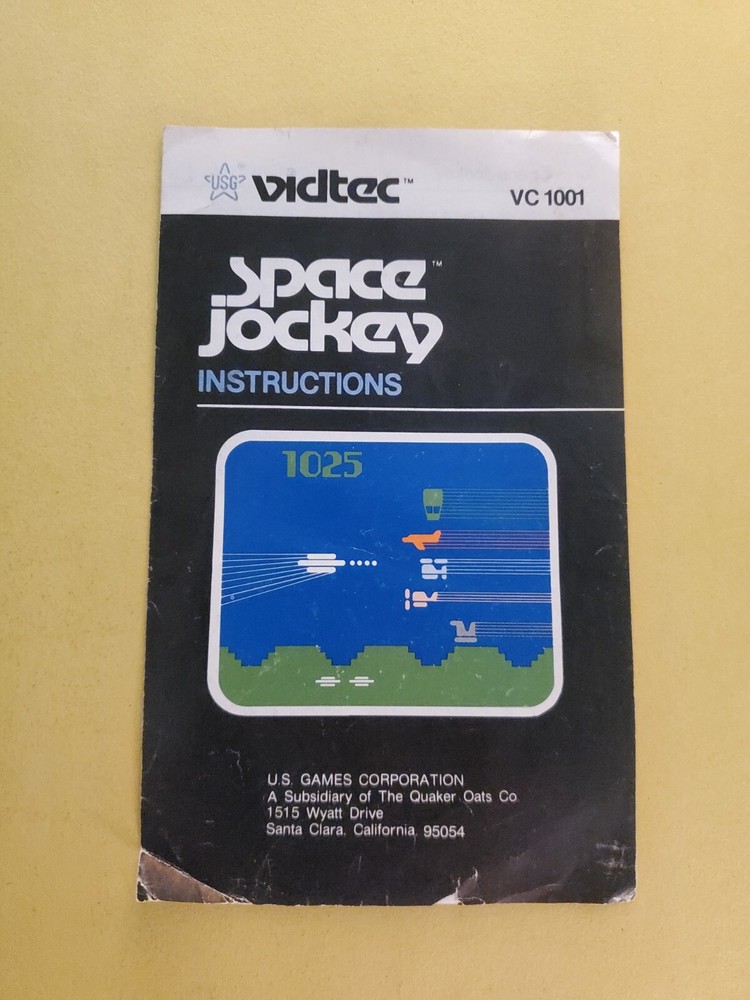 USG vidtec™ VC 1001
space™
jockey
INSTRUCTIONS
1025
U.S. GAMES CORPORATION
A Subsidiary of The Quaker Oats Co.
1515 Wyatt Drive
Santa Clara, California 95054